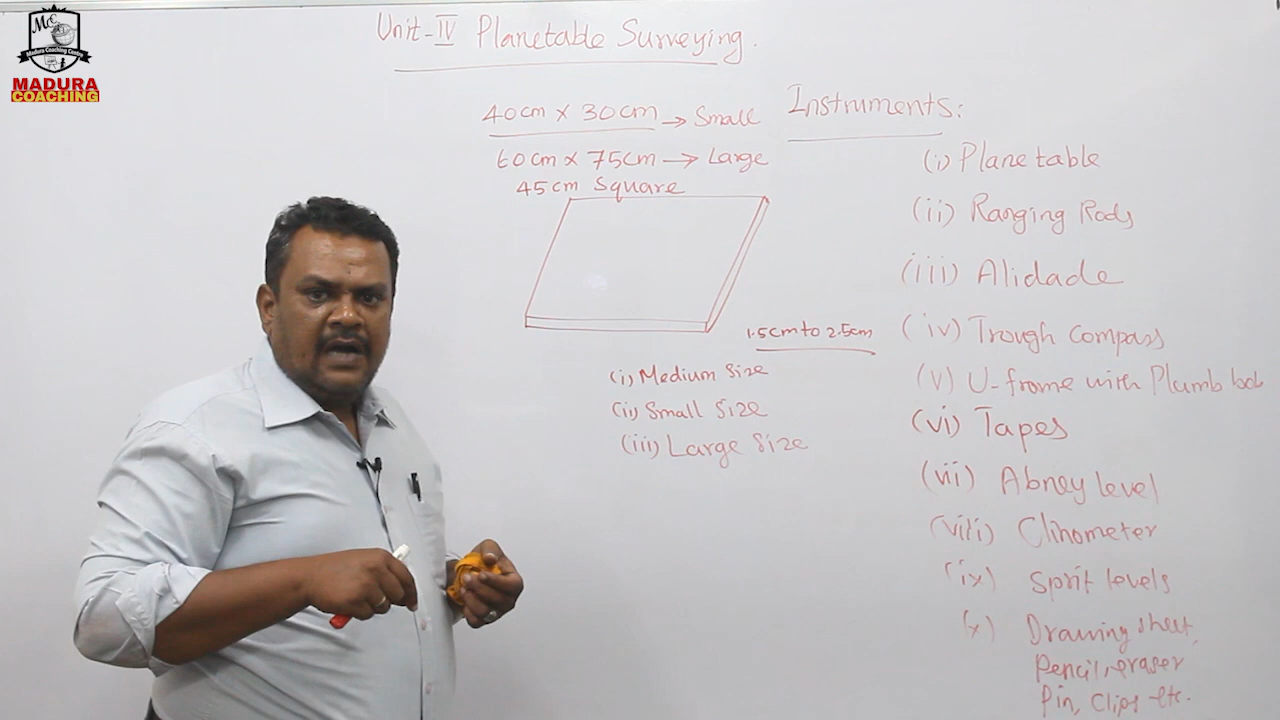 Mcc
Madura Coaching Centre
MADURA
COACHING
Unit-IV Planetable Surveying.
40cm x 30cm → Small
60cm x 75cm → Large
45cm Square
1.5cm to 2.5cm
(i) Medium Size
(ii) Small Size
(iii) Large Size
Instruments:
(i) Planetable
(ii) Ranging Rods
(iii) Alidade
(iv) Trough Compass
(v) U-frame with Plumb bob
(vi) Tapes
(vii) Abney level
(viii) Clinometer
(ix) Sprit levels
(x) Drawing sheet,
Pencil, eraser
Pin, Clips etc.